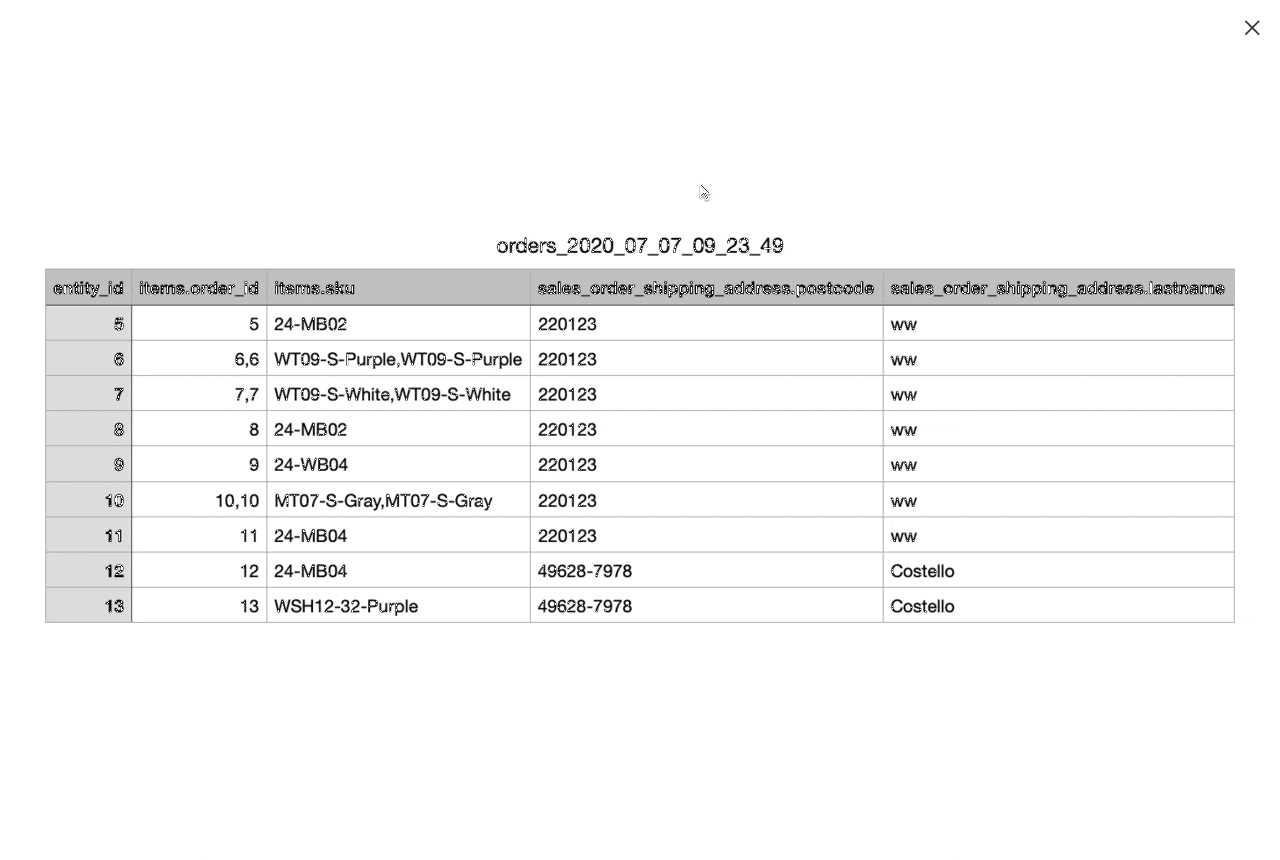 orders_2020_07_07_09_23_49
entity_id items.order_id items.sku sales_order_shipping_address.postcode sales_order_shipping_address.lastname
5 5 24-MB02 220123 ww
6 6,6 WT09-S-Purple,WT09-S-Purple 220123 ww
7 7,7 WT09-S-White,WT09-S-White 220123 ww
8 8 24-MB02 220123 ww
9 9 24-WB04 220123 ww
10 10,10 MT07-S-Gray,MT07-S-Gray 220123 ww
11 11 24-MB04 220123 ww
12 12 24-MB04 49628-7978 Costello
13 13 WSH12-32-Purple 49628-7978 Costello